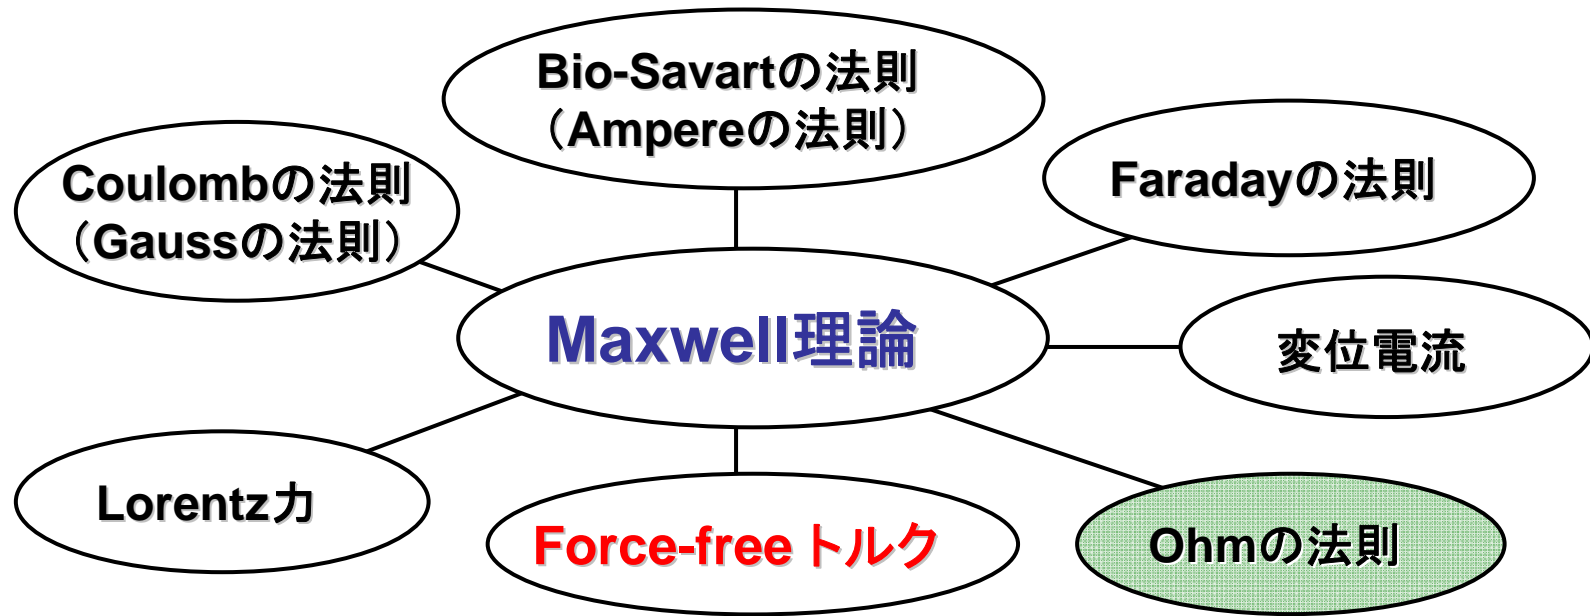 Bio-Savartの法則
（Ampereの法則）
Coulombの法則
（Gaussの法則）
Faradayの法則
Maxwell理論
変位電流
Lorentz力
Force-freeトルク
Ohmの法則